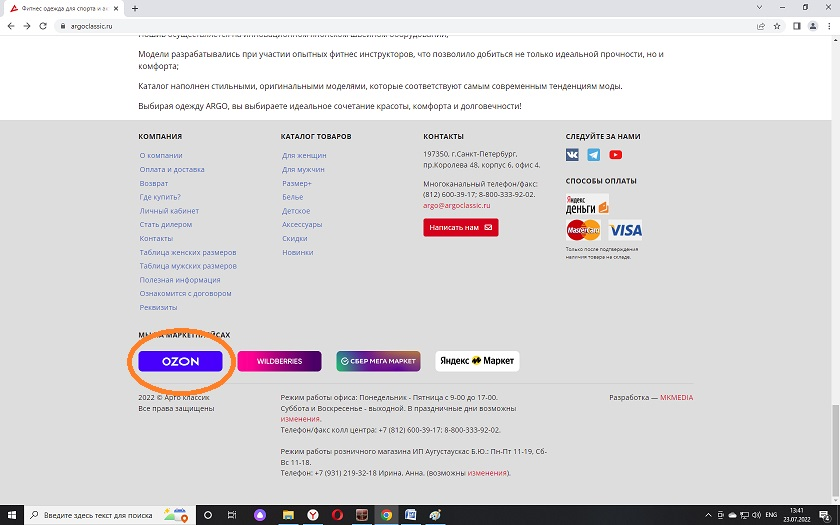 Фитнес одежда для спорта и ак
argoclassic.ru
Пошив осуществляется на инновационном японском швейном оборудовании;
Модели разрабатывались при участии опытных фитнес инструкторов, что позволило добиться не только идеальной прочности, но и
комфорта;
Каталог наполнен стильными, оригинальными моделями, которые соответствуют самым современным тенденциям моды.
Выбирая одежду ARGO, вы выбираете идеальное сочетание красоты, комфорта и долговечности!
КОМПАНИЯ
О компании
Оплата и доставка
Возврат
Где купить?
Личный кабинет
Стать дилером
Контакты
Таблица женских размеров
Таблица мужских размеров
Полезная информация
Ознакомится с договором
Реквизиты
КАТАЛОГ ТОВАРОВ
Для женщин
Для мужчин
Размер+
Белье
Детское
Аксессуары
Скидки
Новинки
КОНТАКТЫ
197350, г.Санкт-Петербург,
пр.Королева 48, корпус 6, офис 4.
Многоканальный телефон/факс:
(812) 600-39-17; 8-800-333-92-02.
argo@argoclassic.ru
Написать нам
СЛЕДУЙТЕ ЗА НАМИ
СПОСОБЫ ОПЛАТЫ
Яндекс
деньги
MasterCard
VISA
Только после подтверждения
наличия товара на складе.
МЫ НА МАРКЕТПЛЕЙСАХ
OZON
WILDBERRIES
СБЕР МЕГА МАРКЕТ
Яндекс Маркет
2022 © Арго классик
Все права защищены
Режим работы офиса: Понедельник - Пятница с 9-00 до 17-00.
Суббота и Воскресенье - выходной. В праздничные дни возможны
изменения.
Телефон/факс колл центра: +7 (812) 600-39-17; 8-800-333-92-02.
Режим работы розничного магазина ИП Аугустаускас Б.Ю.: Пн-Пт 11-19, Сб-
Вс 11-18.
Телефон: +7 (931) 219-32-18 Ирина, Анна. (возможны изменения).
Разработка — MKMEDIA
Введите здесь текст для поиска
ENG
13:41
23.07.2022